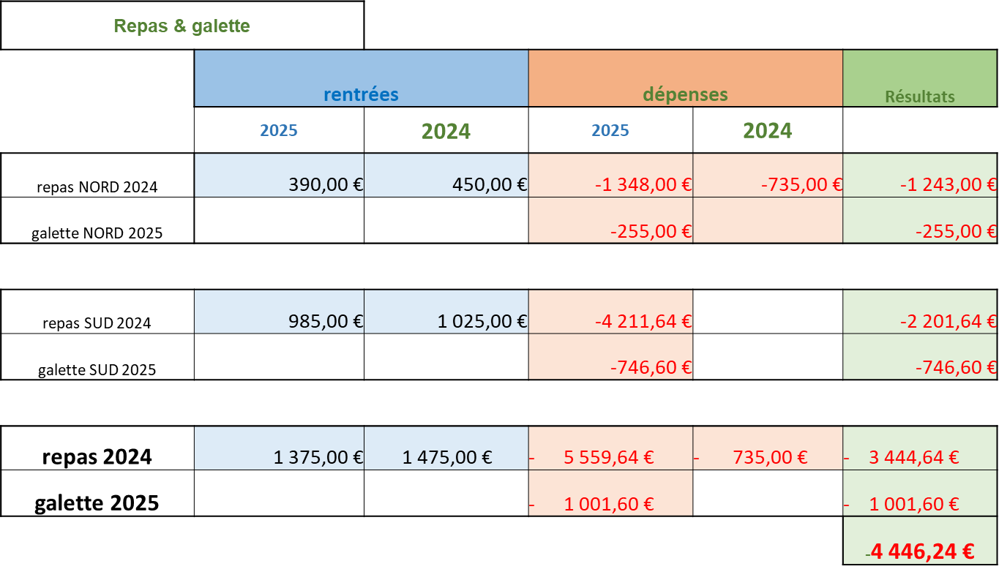 Repas & galette
rentrées dépenses Résultats
2025 2024 2025 2024
repas NORD 2024 390,00 € 450,00 € -1 348,00 € -735,00 € -1 243,00 €
galette NORD 2025 -255,00 € -255,00 €
repas SUD 2024 985,00 € 1 025,00 € -4 211,64 € -2 201,64 €
galette SUD 2025 -746,60 € -746,60 €
repas 2024 1 375,00 € 1 475,00 € - 5 559,64 € - 735,00 € - 3 444,64 €
galette 2025 - 1 001,60 € - 1 001,60 €
-4 446,24 €